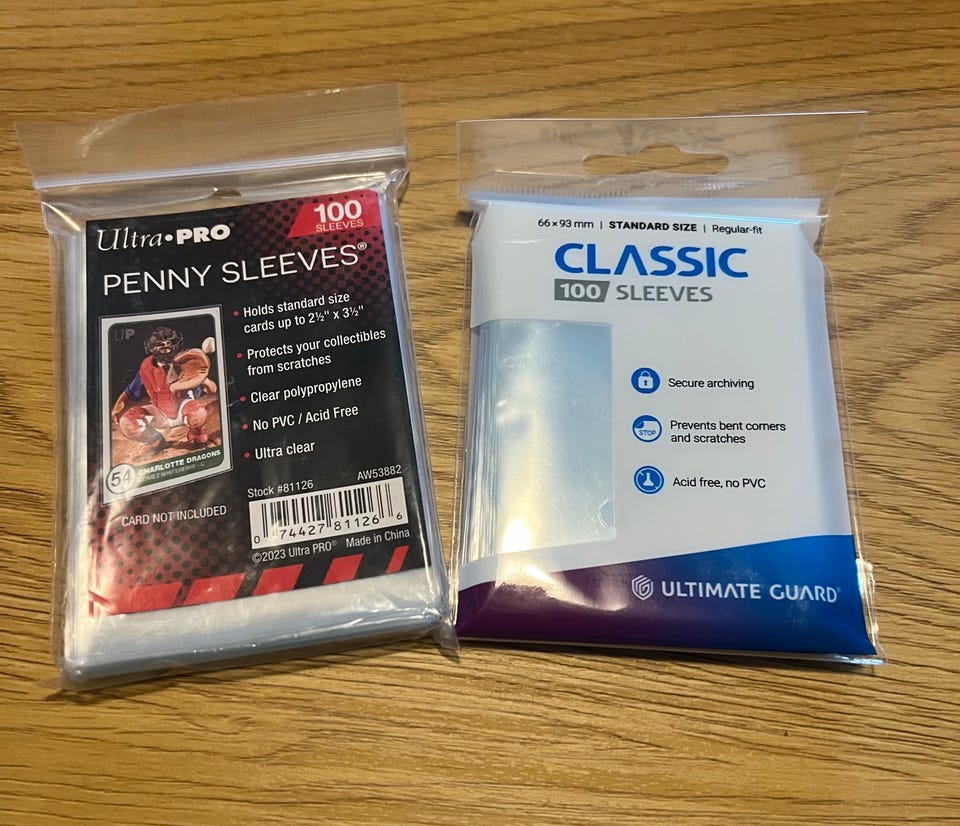 Ultra•PRO
100
SLEEVES
PENNY SLEEVES®
• Holds standard size
cards up to 2½" x 3½"
• Protects your collectibles
from scratches
• Clear polypropylene
• No PVC / Acid Free
• Ultra clear
UP
54
CHARLOTTE DRAGONS
CARD NOT INCLUDED
Stock #81126
AW53882
0 74427 81126 6
©2023 Ultra PRO® Made in China
66 × 93 mm | STANDARD SIZE | Regular-fit
CLASSIC
100 SLEEVES
Secure archiving
STOP
Prevents bent corners
and scratches
Acid free, no PVC
ULTIMATE GUARD®